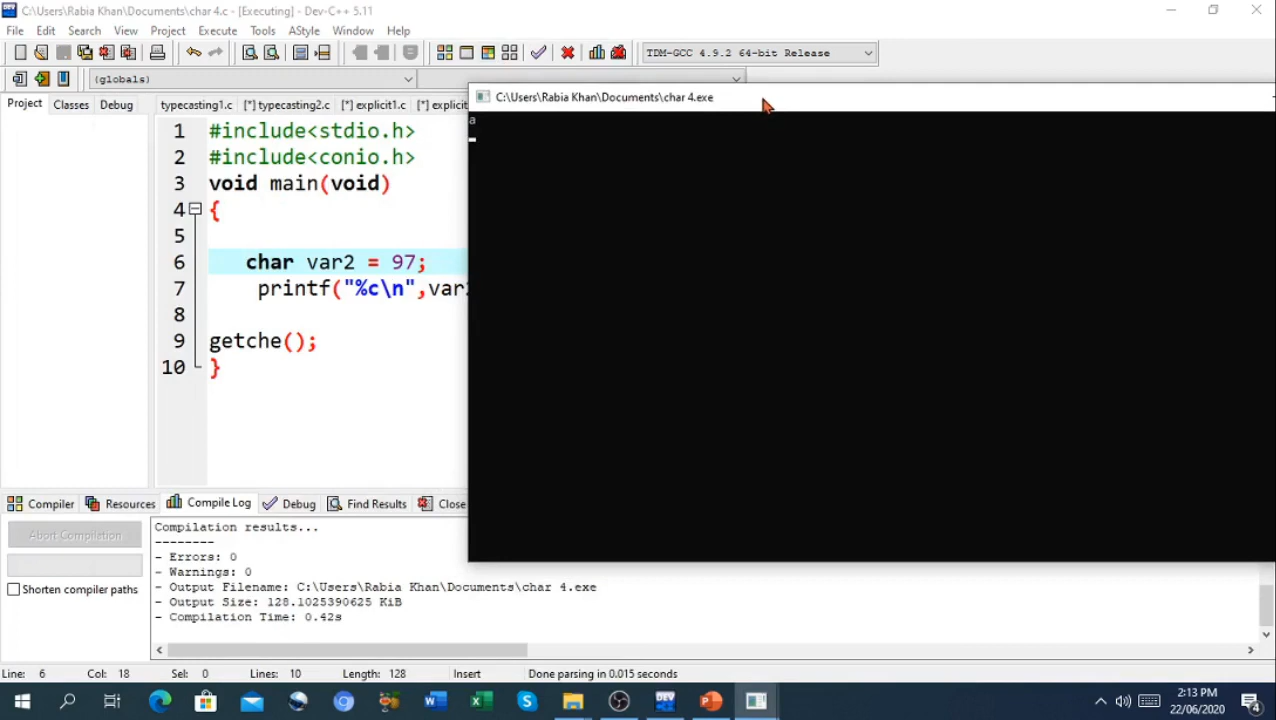 C:\Users\Rabia Khan\Documents\char 4.c - [Executing] - Dev-C++ 5.11
File Edit Search View Project Execute Tools AStyle Window Help
TDM-GCC 4.9.2 64-bit Release
(globals)
Project Classes Debug
typecasting1.c [*] typecasting2.c [*] explicit1.c [*] explicit
C:\Users\Rabia Khan\Documents\char 4.exe
a
1 #include<stdio.h>
2 #include<conio.h>
3 void main(void)
4 {
5
6 char var2 = 97;
7 printf("%c\n",var2
8
9 getche();
10 }
Compiler Resources Compile Log Debug Find Results Close
Abort Compilation
Shorten compiler paths
Compilation results...
--------
- Errors: 0
- Warnings: 0
- Output Filename: C:\Users\Rabia Khan\Documents\char 4.exe
- Output Size: 128.1025390625 KiB
- Compilation Time: 0.42s
Line: 6 Col: 18 Sel: 0 Lines: 10 Length: 128 Insert Done parsing in 0.015 seconds
2:13 PM
22/06/2020
4